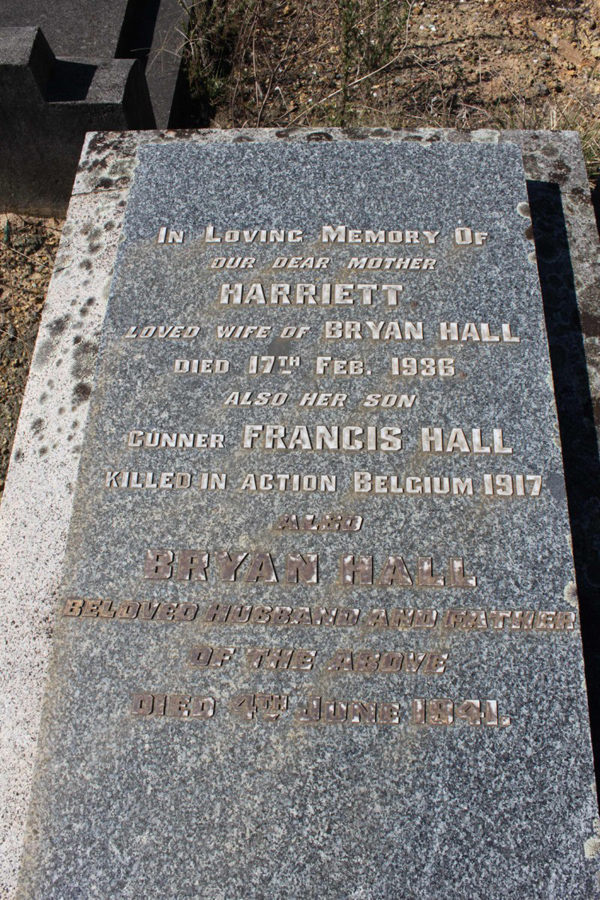 In Loving Memory Of
OUR DEAR MOTHER
HARRIETT
LOVED WIFE OF BRYAN HALL
DIED 17TH FEB. 1936
ALSO HER SON
GUNNER FRANCIS HALL
KILLED IN ACTION BELGIUM 1917
ALSO
BRYAN HALL
BELOVED HUSBAND AND FATHER
OF THE ABOVE
DIED 4TH JUNE 1941.